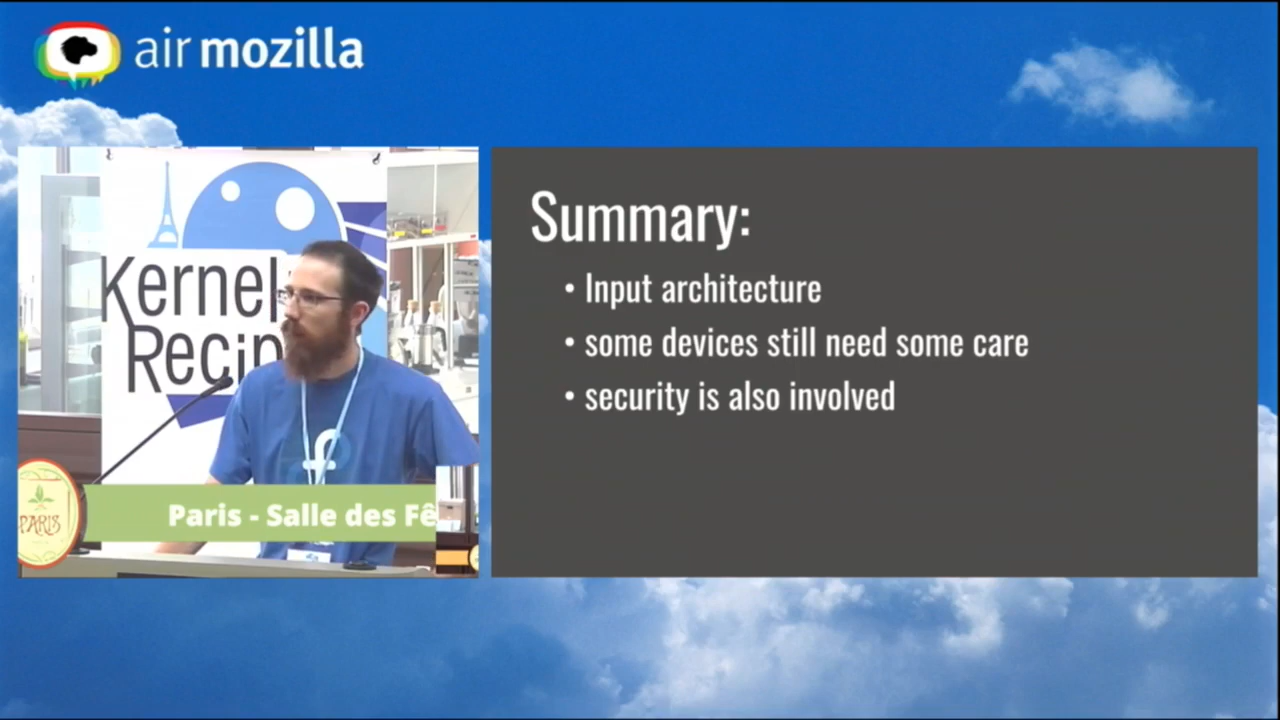 air mozilla
Kernel
Recip
Paris - Salle des Fê
PARIS
Summary:
• Input architecture
• some devices still need some care
• security is also involved